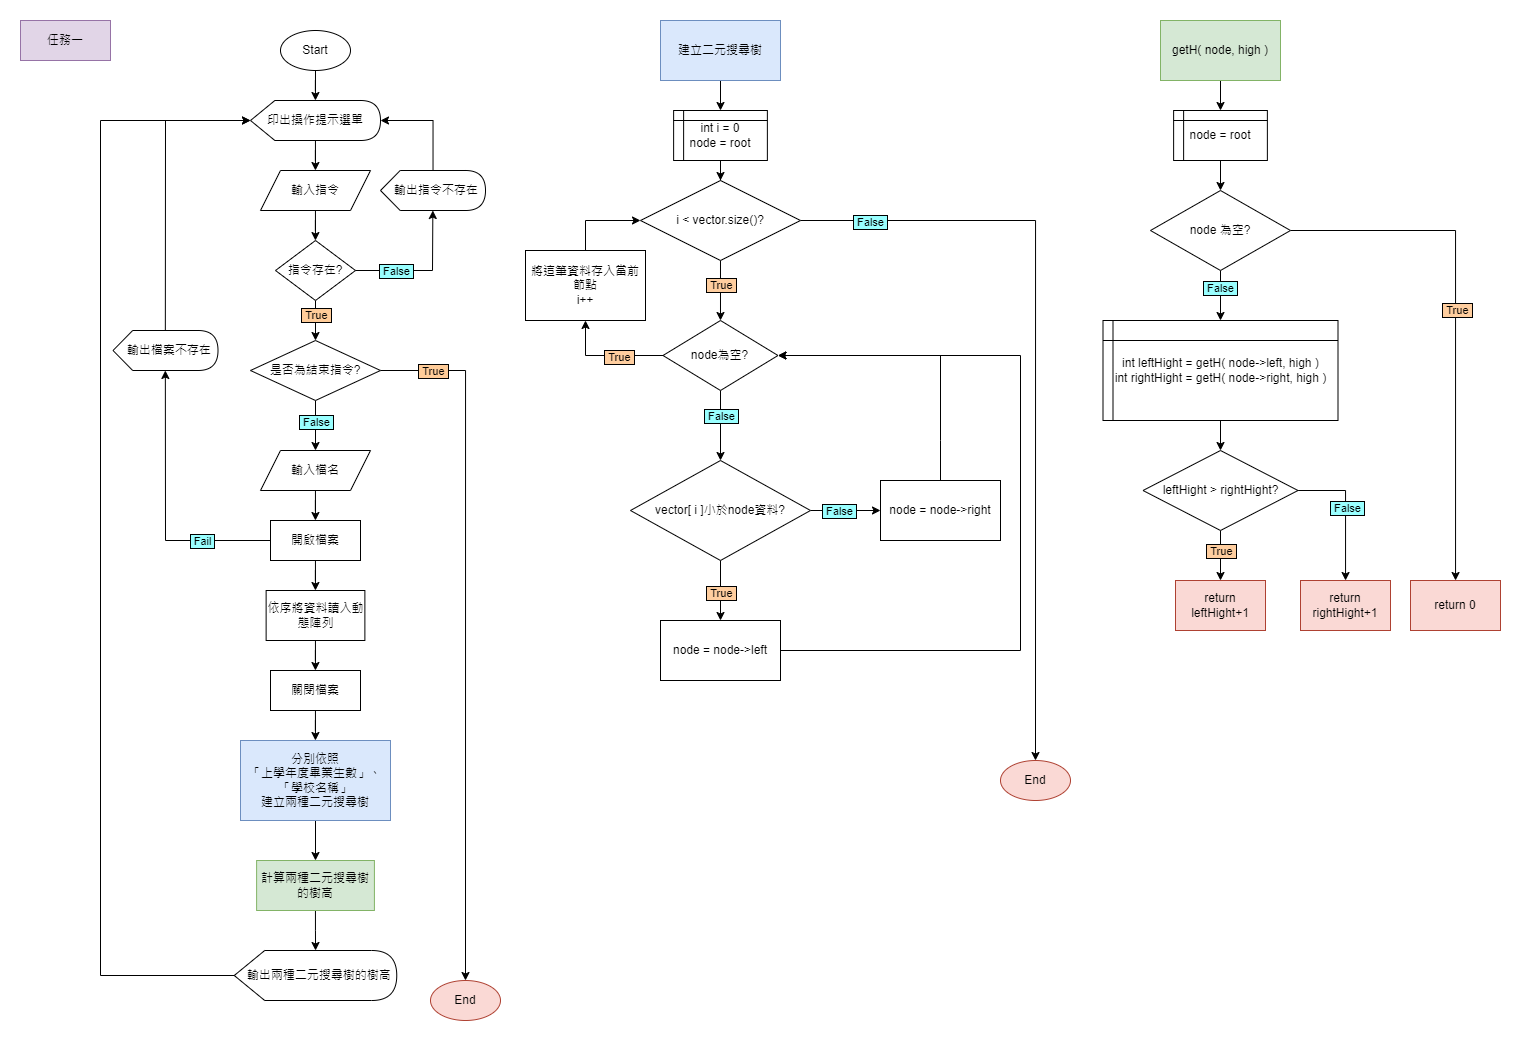 任務一
Start
印出操作提示選單
輸入指令
輸出指令不存在
指令存在?
False
True
輸出檔案不存在
是否為結束指令?
True
False
輸入檔名
開啟檔案
Fail
依序將資料讀入動
態陣列
關閉檔案
分別依照
「上學年度畢業生數」、
「學校名稱」
建立兩種二元搜尋樹
計算兩種二元搜尋樹
的樹高
輸出兩種二元搜尋樹的樹高
End
建立二元搜尋樹
int i = 0
node = root
i < vector.size()?
False
將這筆資料存入當前
節點
i++
True
node為空?
True
False
vector[ i ]小於node資料?
False
node = node->right
True
node = node->left
End
getH( node, high )
node = root
node 為空?
False
True
int leftHight = getH( node->left, high )
int rightHight = getH( node->right, high )
leftHight > rightHight?
False
True
return
leftHight+1
return
rightHight+1
return 0